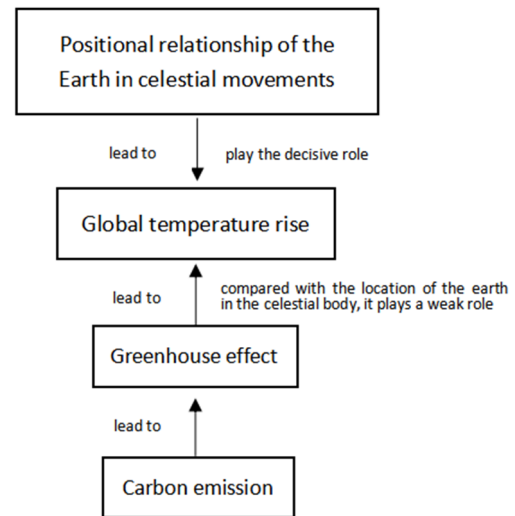 Positional relationship of the
Earth in celestial movements
lead to
play the decisive role
Global temperature rise
lead to
compared with the location of the earth
in the celestial body, it plays a weak role
Greenhouse effect
lead to
Carbon emission